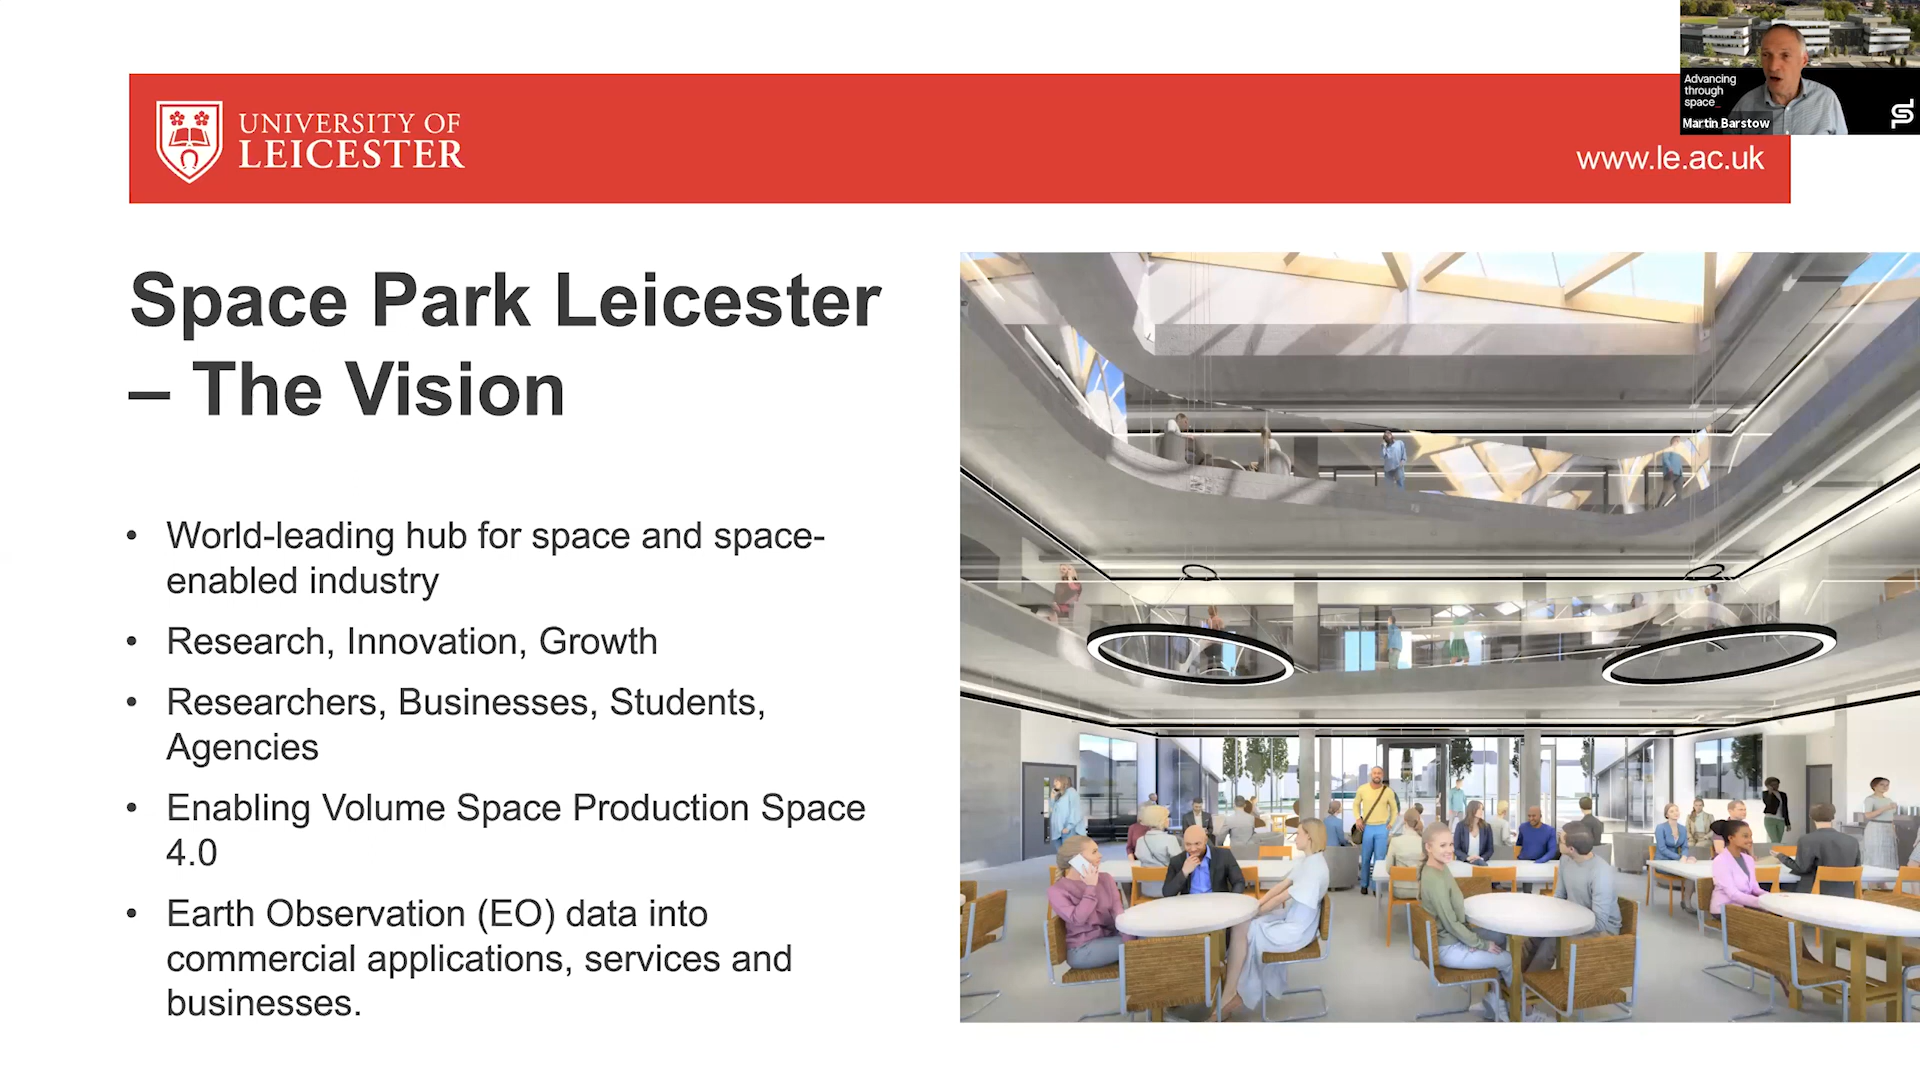 UNIVERSITY OF
LEICESTER
www.le.ac.uk
Advancing
through
space_
Martin Barstow
Space Park Leicester
– The Vision
• World-leading hub for space and space-
enabled industry
• Research, Innovation, Growth
• Researchers, Businesses, Students,
Agencies
• Enabling Volume Space Production Space
4.0
• Earth Observation (EO) data into
commercial applications, services and
businesses.